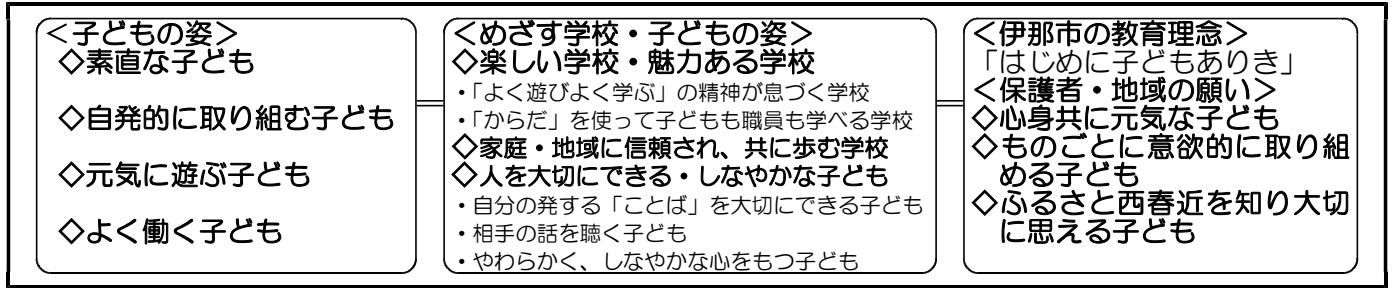 ＜子どもの姿＞
◇素直な子ども
◇自発的に取り組む子ども
◇元気に遊ぶ子ども
◇よく働く子ども
＜めざす学校・子どもの姿＞
◇楽しい学校・魅力ある学校
・「よく遊びよく学ぶ」の精神が息づく学校
・「からだ」を使って子どもも職員も学べる学校
◇家庭・地域に信頼され、共に歩む学校
◇人を大切にできる・しなやかな子ども
・自分の発する「ことば」を大切にできる子ども
・相手の話を聴く子ども
・やわらかく、しなやかな心をもつ子ども
＜伊那市の教育理念＞
「はじめに子どもありき」
＜保護者・地域の願い＞
◇心身共に元気な子ども
◇ものごとに意欲的に取り組
める子ども
◇ふるさと西春近を知り大切
に思える子ども